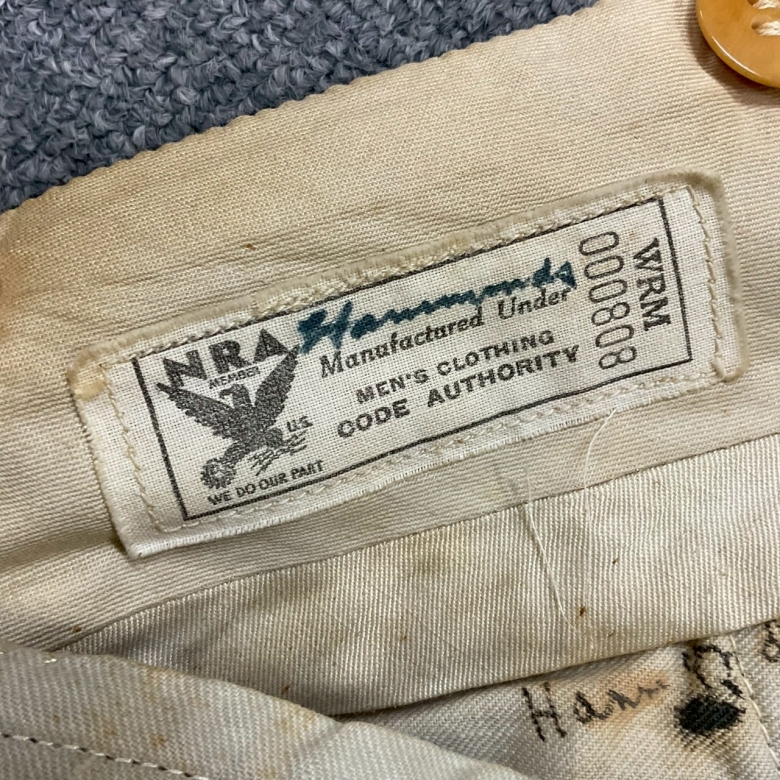 NRA
MEMBER
U.S.
WE DO OUR PART
Hammonds
Manufactured Under
MEN'S CLOTHING
CODE AUTHORITY
000808
WRM